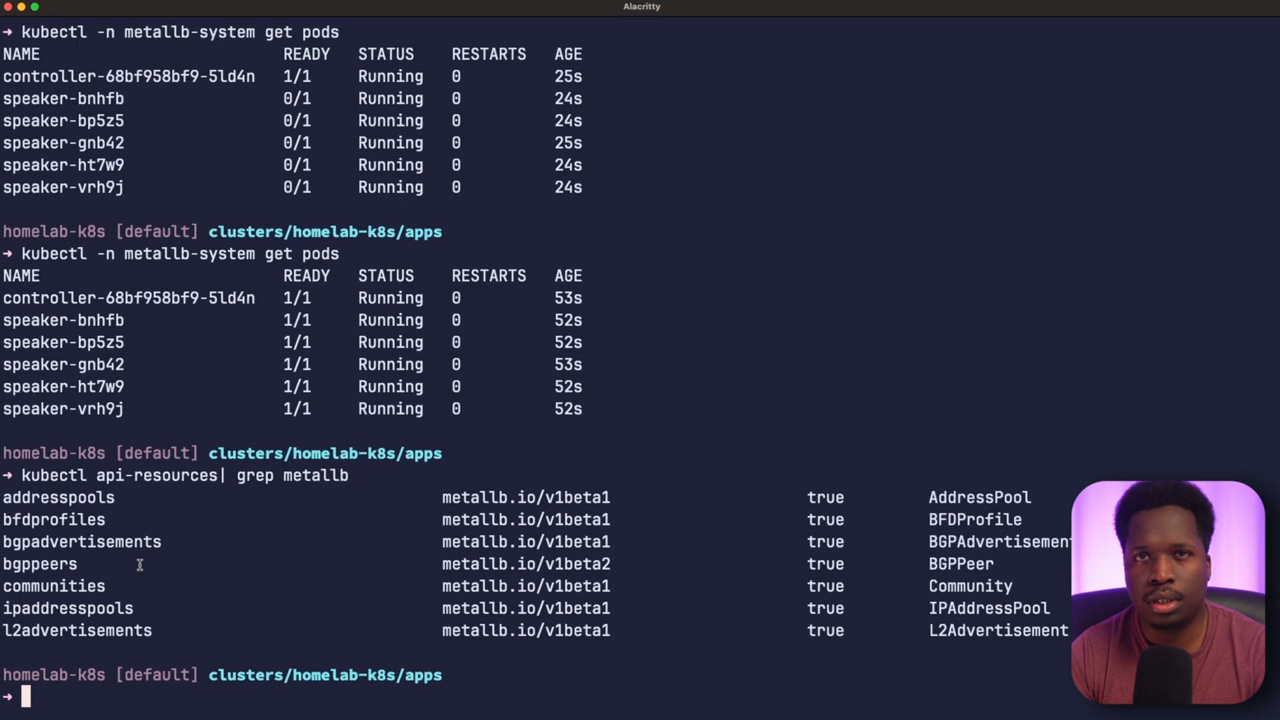 Alacritty
➜ kubectl -n metallb-system get pods
NAME READY STATUS RESTARTS AGE
controller-68bf958bf9-5ld4n 1/1 Running 0 25s
speaker-bnhfb 0/1 Running 0 24s
speaker-bp5z5 0/1 Running 0 24s
speaker-gnb42 0/1 Running 0 25s
speaker-ht7w9 0/1 Running 0 24s
speaker-vrh9j 0/1 Running 0 24s
homelab-k8s [default] clusters/homelab-k8s/apps
➜ kubectl -n metallb-system get pods
NAME READY STATUS RESTARTS AGE
controller-68bf958bf9-5ld4n 1/1 Running 0 53s
speaker-bnhfb 1/1 Running 0 52s
speaker-bp5z5 1/1 Running 0 52s
speaker-gnb42 1/1 Running 0 53s
speaker-ht7w9 1/1 Running 0 52s
speaker-vrh9j 1/1 Running 0 52s
homelab-k8s [default] clusters/homelab-k8s/apps
➜ kubectl api-resources| grep metallb
addresspools metallb.io/v1beta1 true AddressPool
bfdprofiles metallb.io/v1beta1 true BFDProfile
bgpadvertisements metallb.io/v1beta1 true BGPAdvertisement
bgppeers metallb.io/v1beta2 true BGPPeer
communities metallb.io/v1beta1 true Community
ipaddresspools metallb.io/v1beta1 true IPAddressPool
l2advertisements metallb.io/v1beta1 true L2Advertisement
homelab-k8s [default] clusters/homelab-k8s/apps
➜